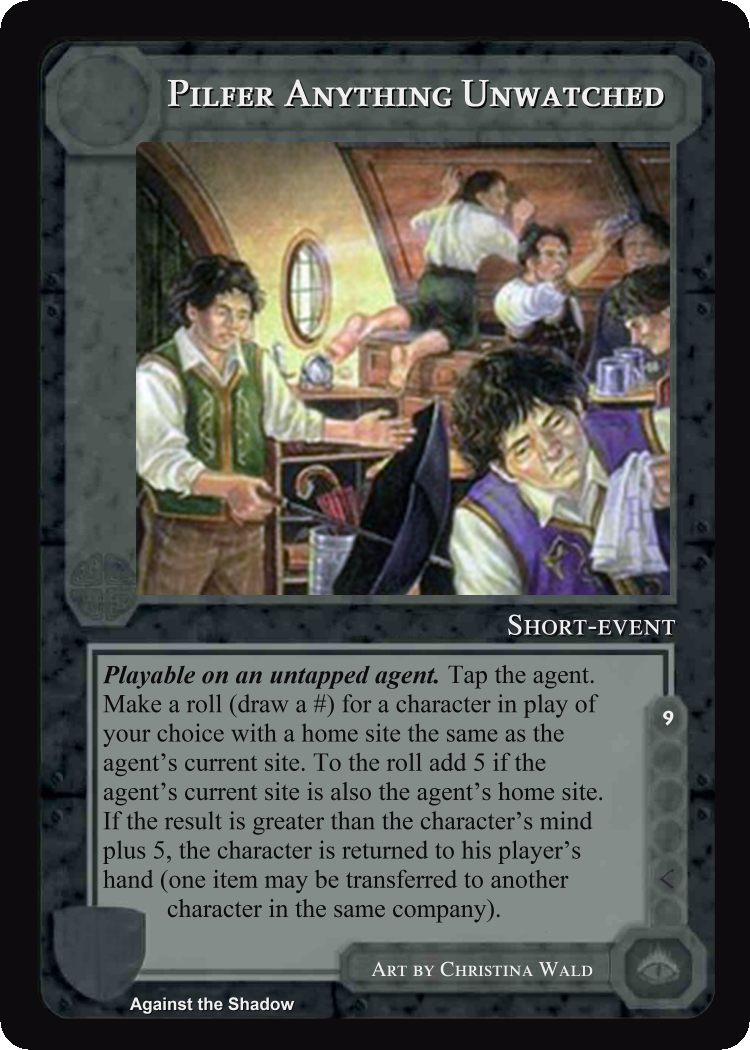 Pilfer Anything Unwatched
Short-event
Playable on an untapped agent. Tap the agent.
Make a roll (draw a #) for a character in play of
your choice with a home site the same as the
agent's current site. To the roll add 5 if the
agent's current site is also the agent's home site.
If the result is greater than the character's mind
plus 5, the character is returned to his player's
hand (one item may be transferred to another
character in the same company).
9
<
Art by Christina Wald
Against the Shadow